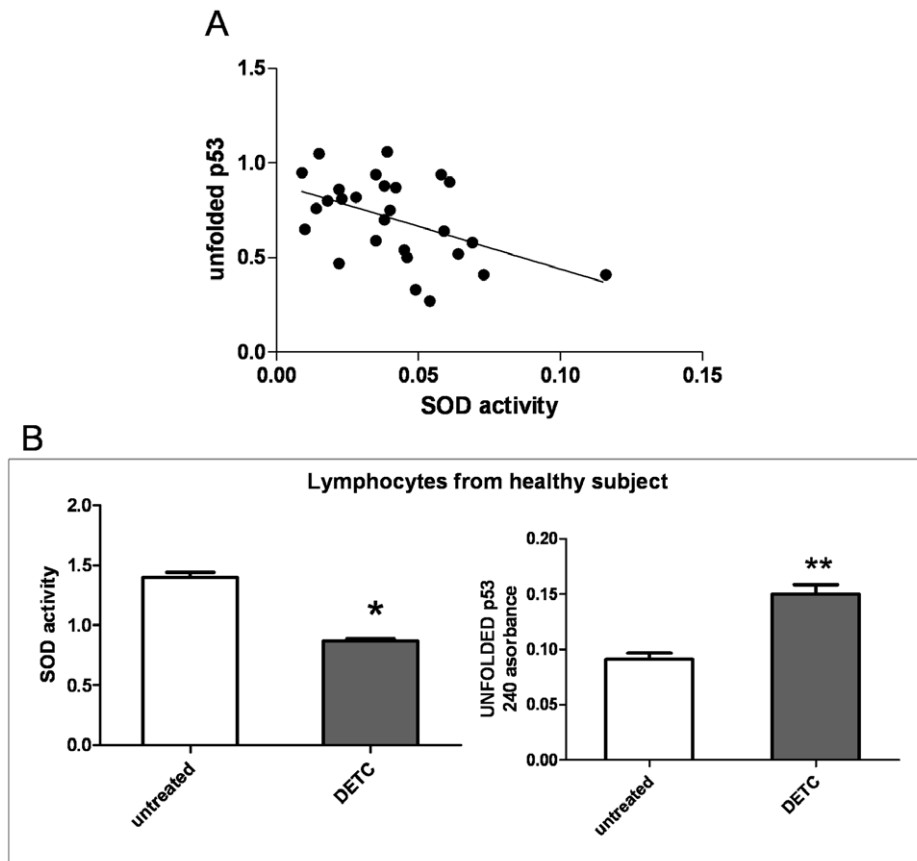 A
1.5
1.0
0.5
0.0
unfolded p53
0.00 0.05 0.10 0.15
SOD activity
B
Lymphocytes from healthy subject
2.0
1.5
1.0
0.5
0.0
SOD activity
*
untreated DETC
0.20
0.15
0.10
0.05
0.00
UNFOLDED p53
240 asorbance
**
untreated DETC